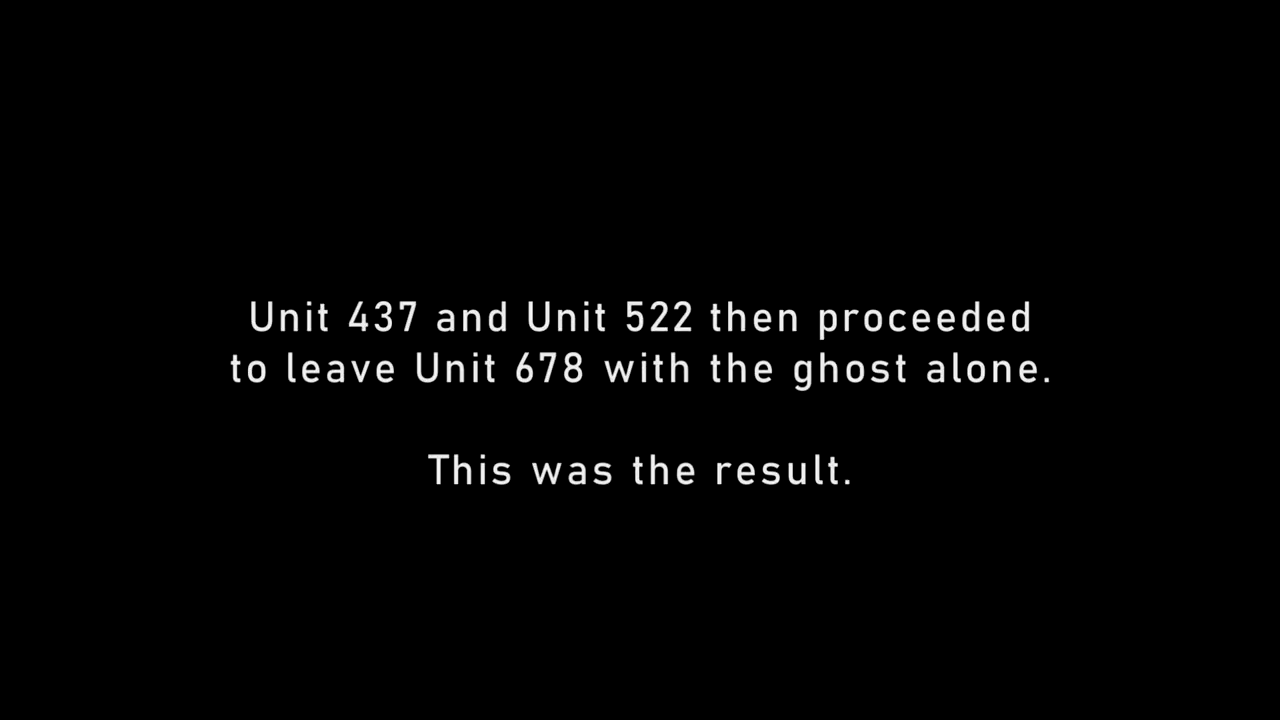 Unit 437 and Unit 522 then proceeded
to leave Unit 678 with the ghost alone.
This was the result.